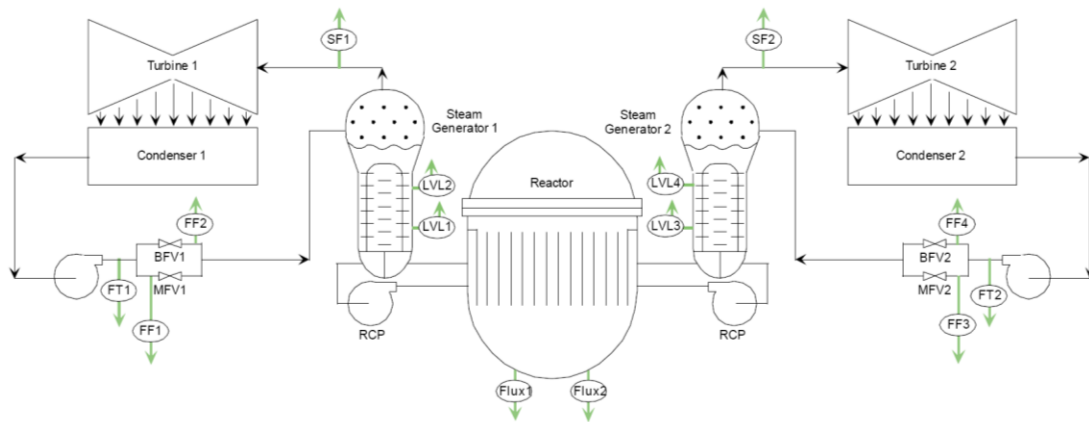 SF1
SF2
Turbine 1
Turbine 2
Steam
Generator 1
Steam
Generator 2
Condenser 1
Condenser 2
Reactor
LVL2
LVL4
LVL1
LVL3
FF2
FF4
BFV1
BFV2
MFV1
MFV2
FT1
FT2
FF1
FF3
RCP
RCP
Flux1
Flux2